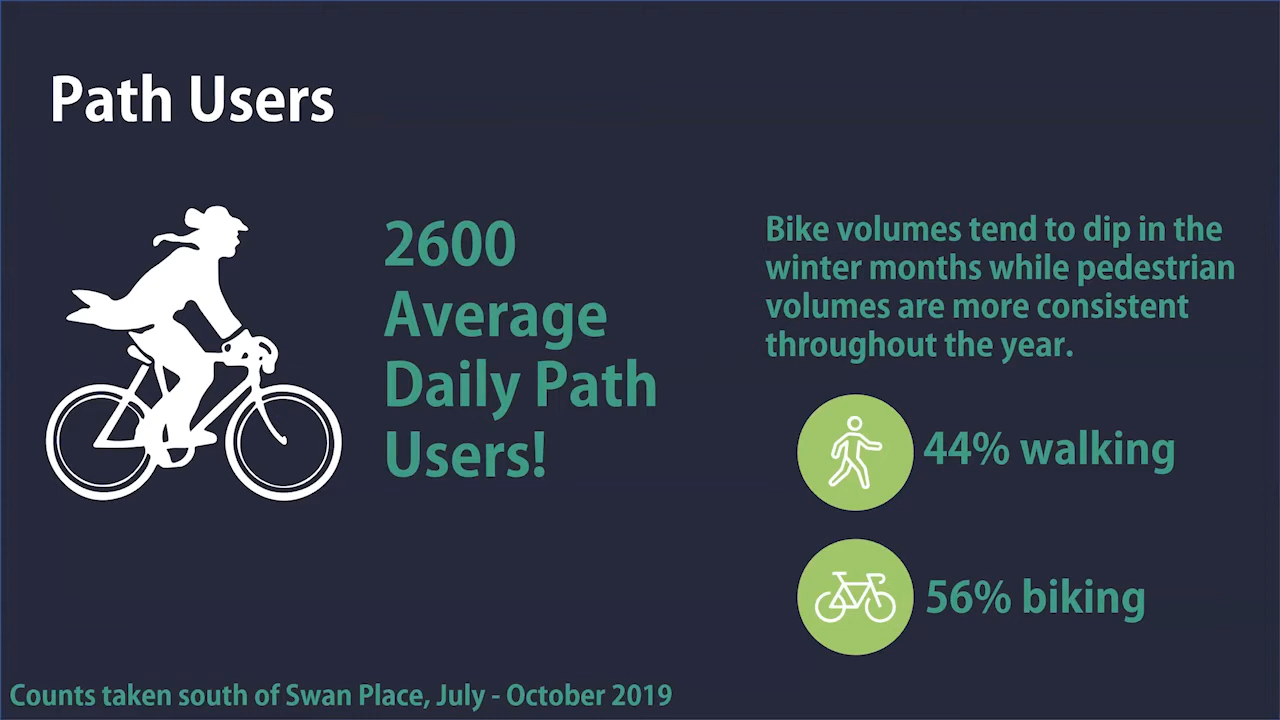 Path Users
2600
Average
Daily Path
Users!
Bike volumes tend to dip in the
winter months while pedestrian
volumes are more consistent
throughout the year.
44% walking
56% biking
Counts taken south of Swan Place, July - October 2019